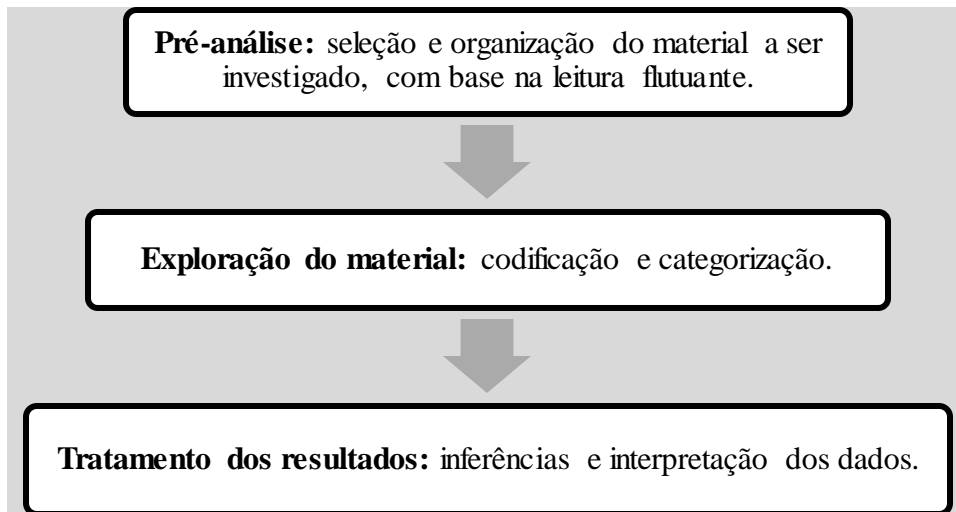 Pré-análise: seleção e organização do material a ser
investigado, com base na leitura flutuante.
Exploração do material: codificação e categorização.
Tratamento dos resultados: inferências e interpretação dos dados.